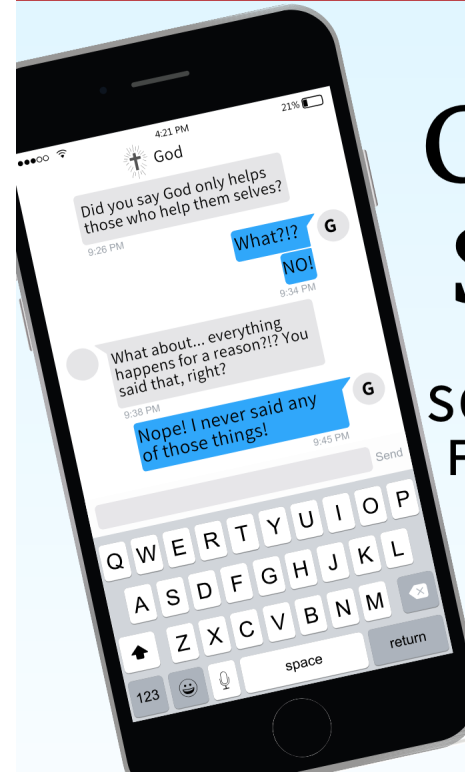 21%
4:21 PM
God
Did you say God only helps
those who help them selves?
9:26 PM
What?!?
G
NO!
9:34 PM
What about... everything
happens for a reason?!? You
said that, right?
9:38 PM
G
Nope! I never said any
of those things!
9:45 PM
Send
Q W E R T Y U I O P
A S D F G H J K L
Z X C V B N M
123 space return